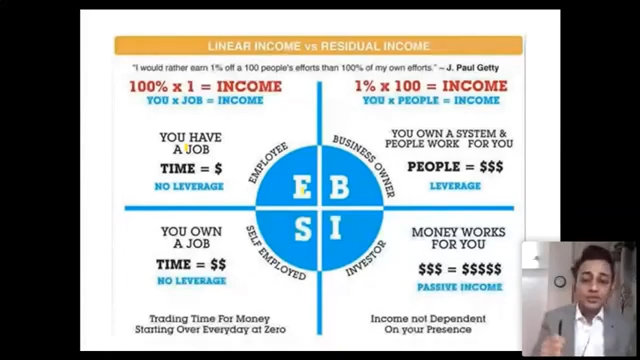 LINEAR INCOME vs RESIDUAL INCOME
"I would rather earn 1% off a 100 people's efforts than 100% of my own efforts." ~ J. Paul Getty
100% x 1 = INCOME
YOU x JOB = INCOME
1% x 100 = INCOME
YOU x PEOPLE = INCOME
YOU HAVE
A JOB
TIME = $
NO LEVERAGE
EMPLOYEE
BUSINESS OWNER
YOU OWN A SYSTEM &
PEOPLE WORK FOR YOU
PEOPLE = $$$
LEVERAGE
E B
S I
YOU OWN
A JOB
TIME = $$
NO LEVERAGE
SELF EMPLOYED
INVESTOR
MONEY WORKS
FOR YOU
$$$ = $$$$$
PASSIVE INCOME
Trading Time For Money
Starting Over Everyday at Zero
Income not Dependent
On your Presence